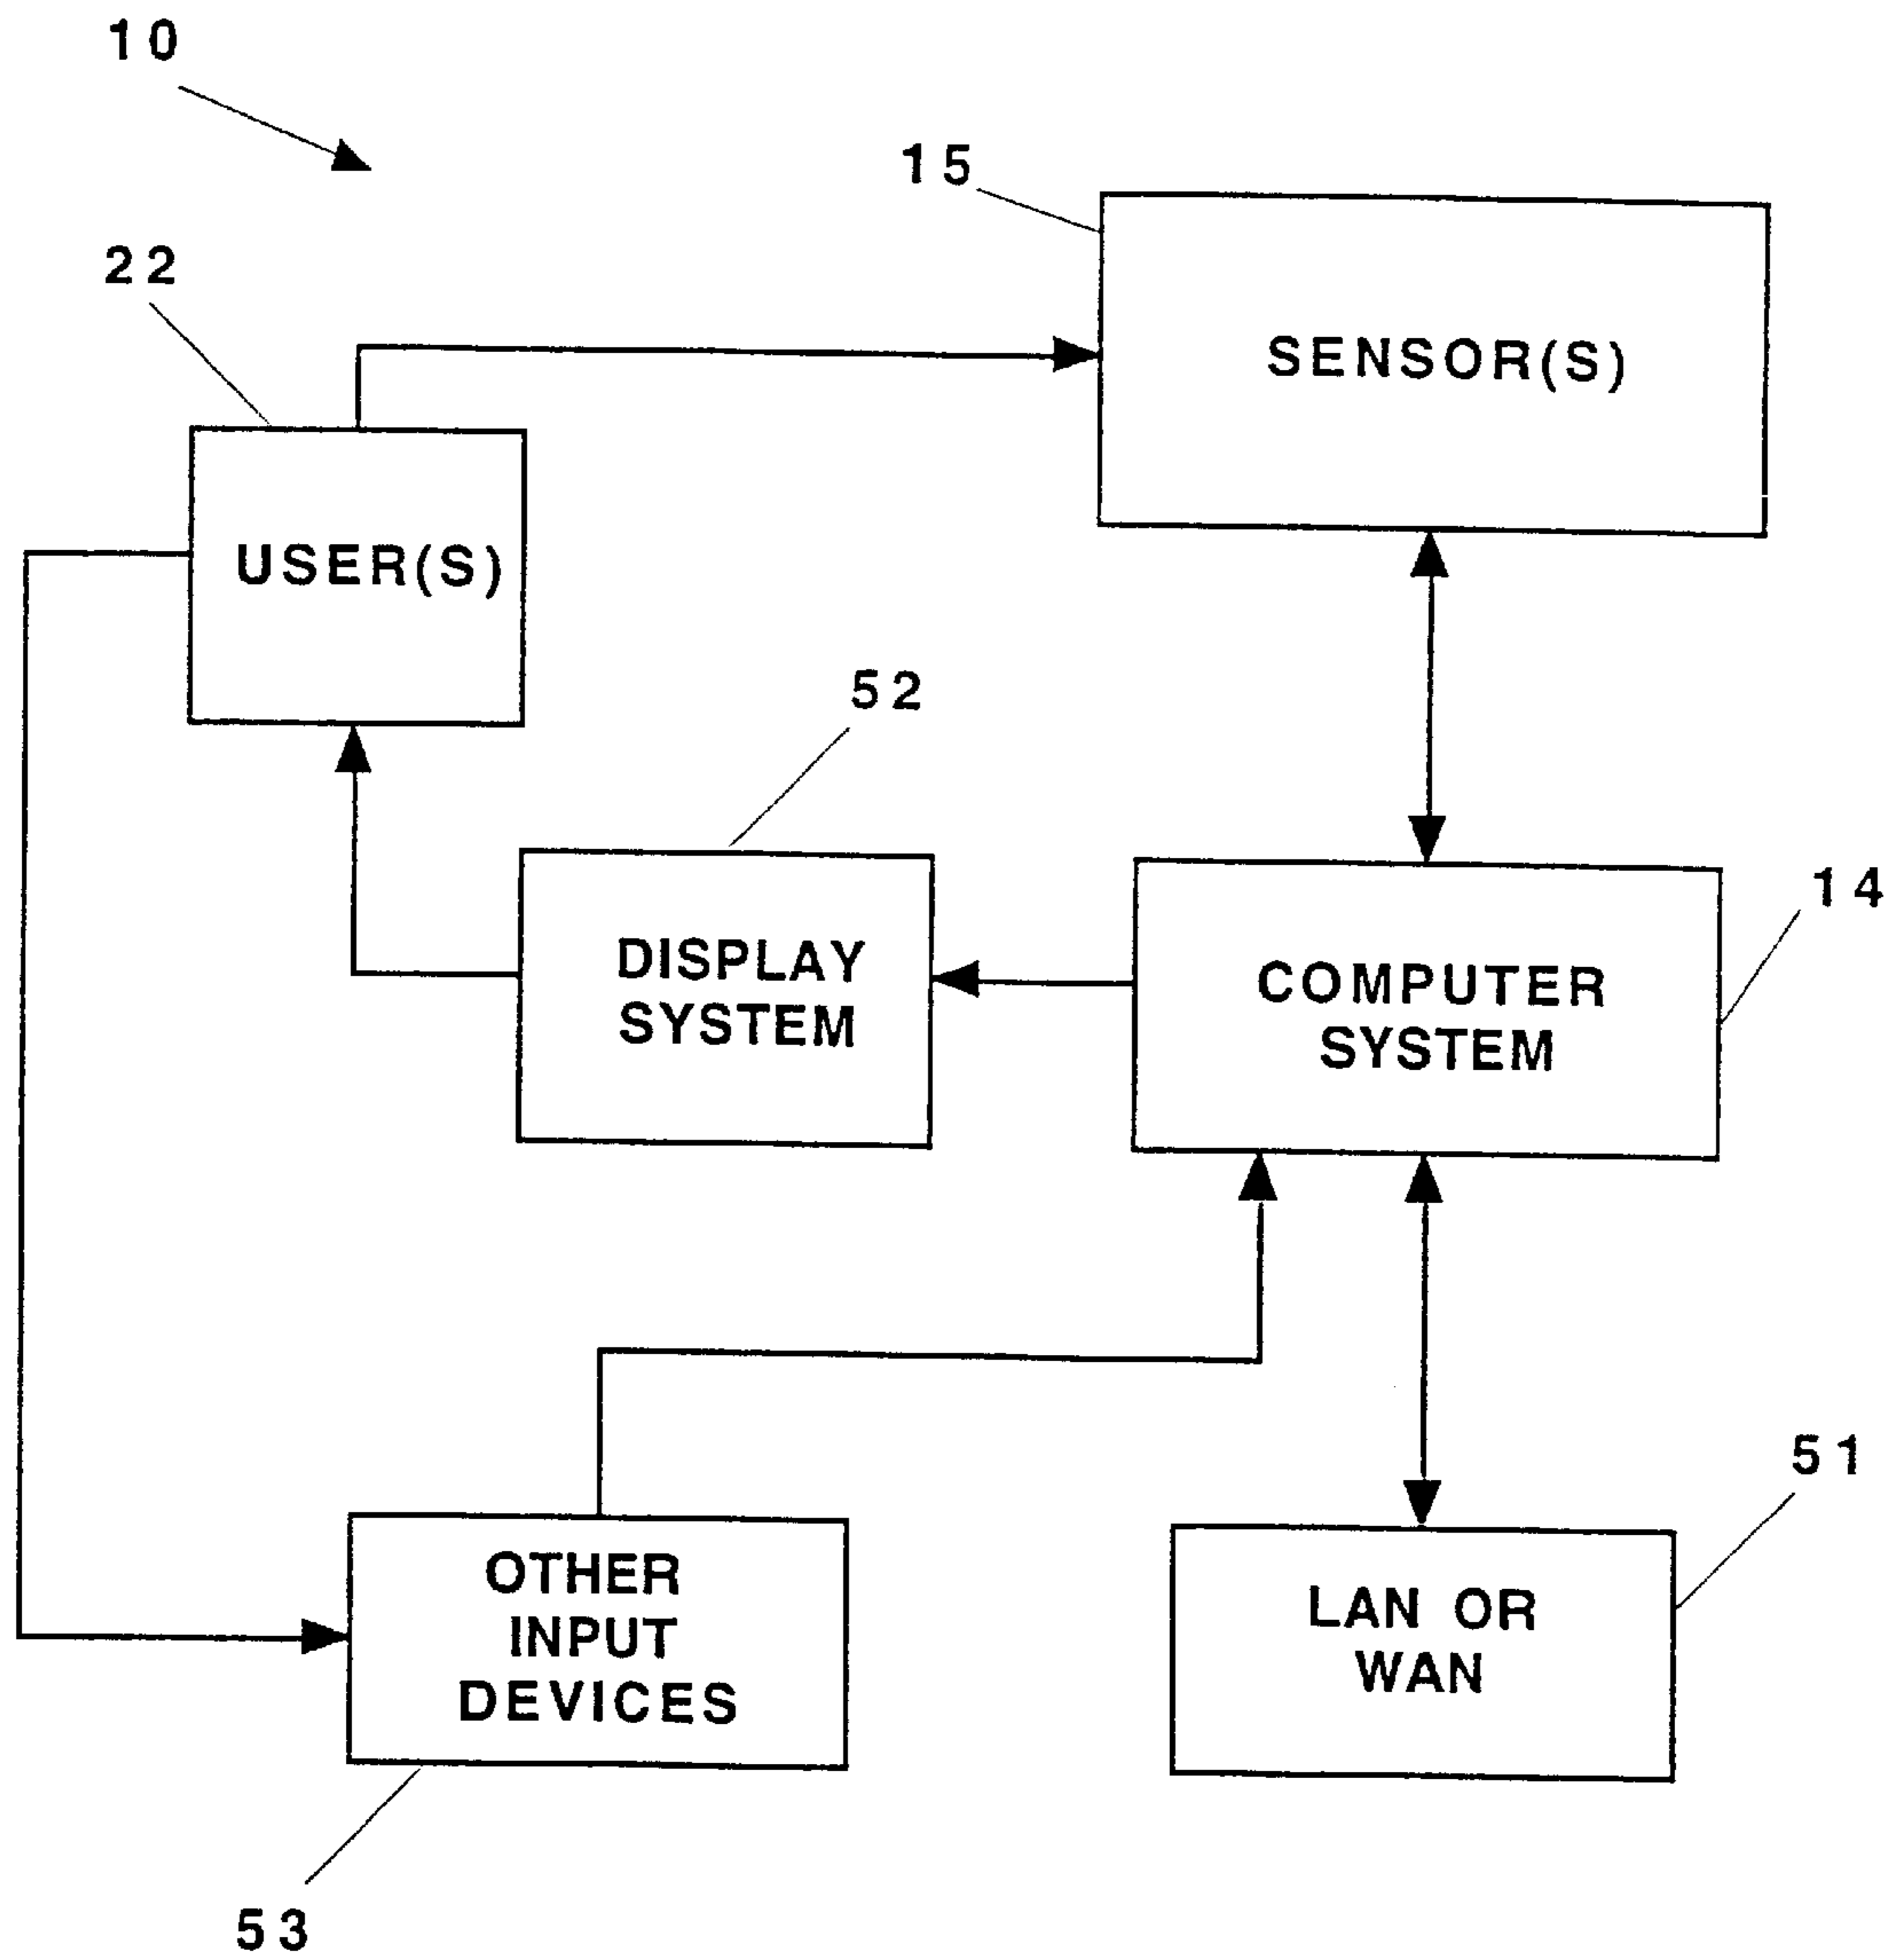 10
15
SENSOR(S)
22
USER(S)
52
DISPLAY
SYSTEM
14
COMPUTER
SYSTEM
51
OTHER
INPUT
DEVICES
LAN OR
WAN
53